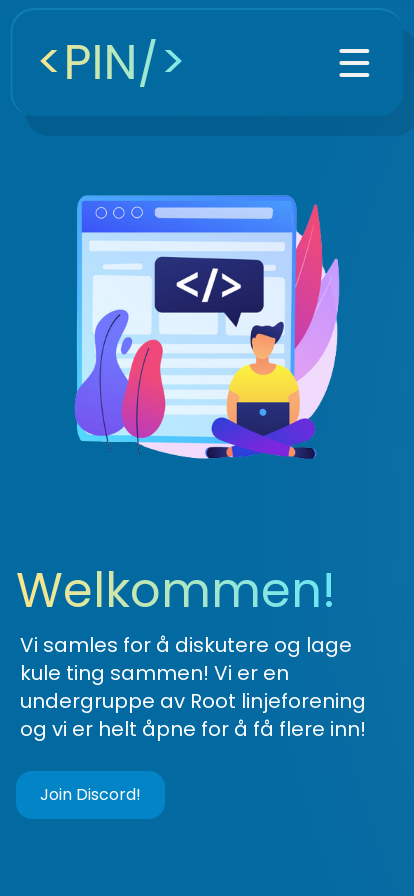 <PIN/>
</>
Welkommen!
Vi samles for å diskutere og lage
kule ting sammen! Vi er en
undergruppe av Root linjeforening
og vi er helt åpne for å få flere inn!
Join Discord!